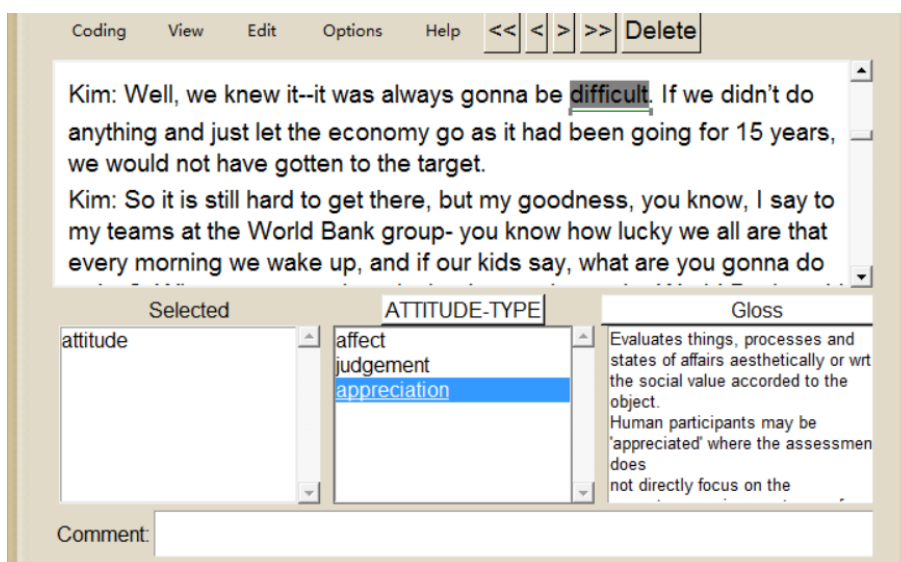 Coding View Edit Options Help << < > >> Delete
Kim: Well, we knew it--it was always gonna be difficult. If we didn’t do
anything and just let the economy go as it had been going for 15 years,
we would not have gotten to the target.
Kim: So it is still hard to get there, but my goodness, you know, I say to
my teams at the World Bank group- you know how lucky we all are that
every morning we wake up, and if our kids say, what are you gonna do
Selected ATTITUDE-TYPE Gloss
attitude
affect
judgement
appreciation
Evaluates things, processes and
states of affairs aesthetically or wrt
the social value accorded to the
object.
Human participants may be
'appreciated' where the assessmen
does
not directly focus on the
Comment: